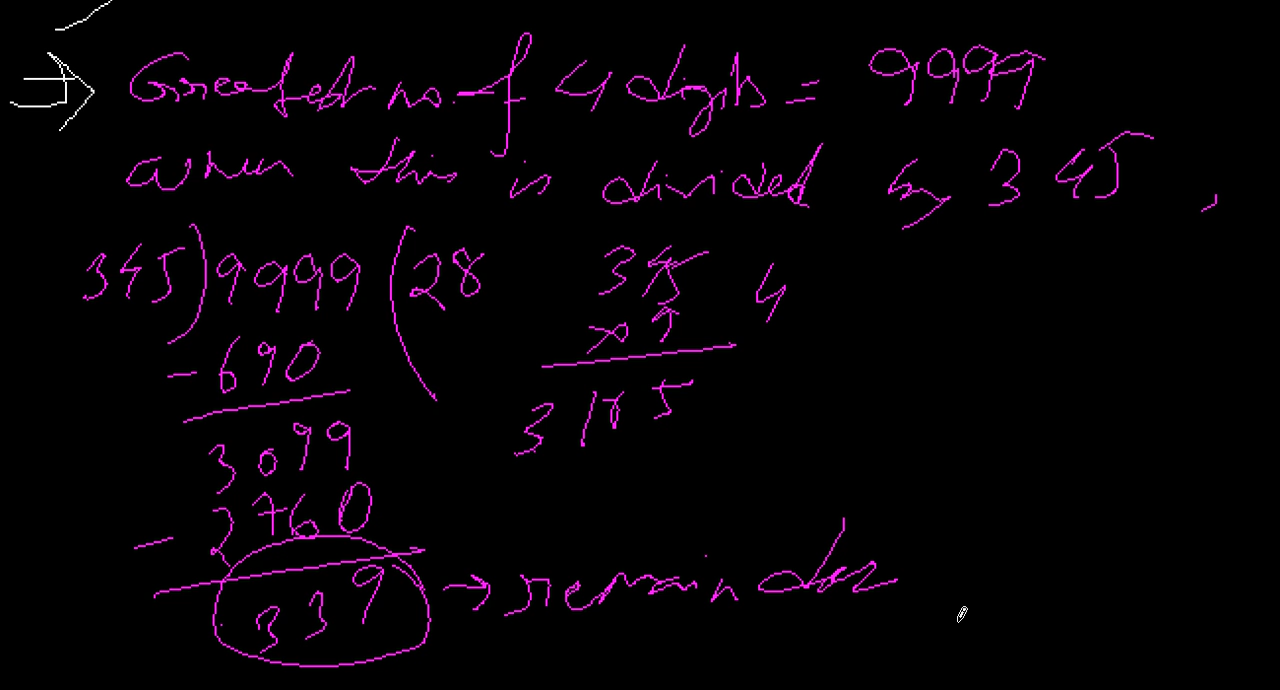 => Greatest no. of 4 digits = 9999
when this is divided by 345,
345) 9999 (28
- 690
3099
- 2760
339 → remainder
345 4
×9
3105